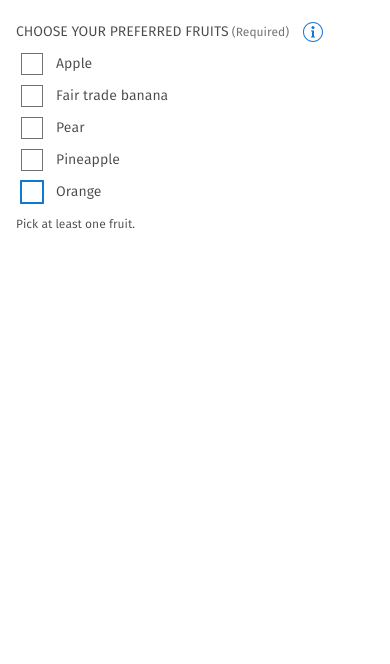 CHOOSE YOUR PREFERRED FRUITS (Required)
Apple
Fair trade banana
Pear
Pineapple
Orange
Pick at least one fruit.